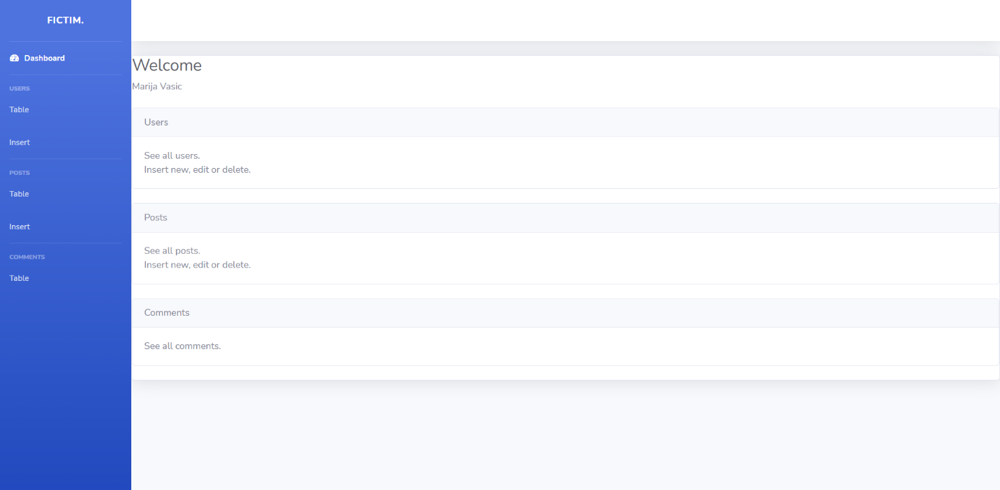 FICTIM.
Dashboard
USERS
Table
Insert
POSTS
Table
Insert
COMMENTS
Table
Welcome
Marija Vasic
Users
See all users.
Insert new, edit or delete.
Posts
See all posts.
Insert new, edit or delete.
Comments
See all comments.